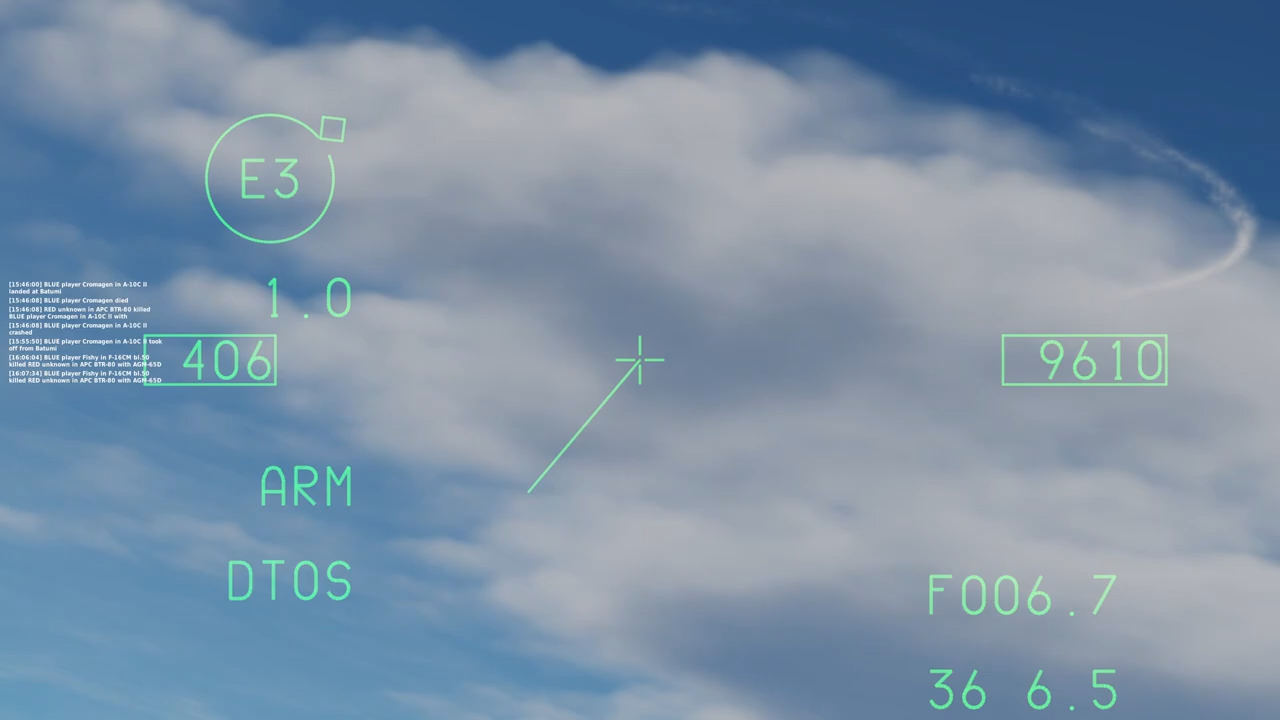 E3
1.0
[15:46:00] BLUE player Cromagen in A-10C II
landed at Batumi
[15:46:08] BLUE player Cromagen died
[15:46:08] RED unknown in APC BTR-80 killed
BLUE player Cromagen in A-10C II with
[15:46:08] BLUE player Cromagen in A-10C II
crashed
[15:55:50] BLUE player Cromagen in A-10C II took
off from Batumi
[16:06:04] BLUE player Fishy in F-16CM bl.50
killed RED unknown in APC BTR-80 with AGM-65D
[16:07:34] BLUE player Fishy in F-16CM bl.50
killed RED unknown in APC BTR-80 with AGM-65D
406
9610
ARM
DTOS
F006.7
36 6.5